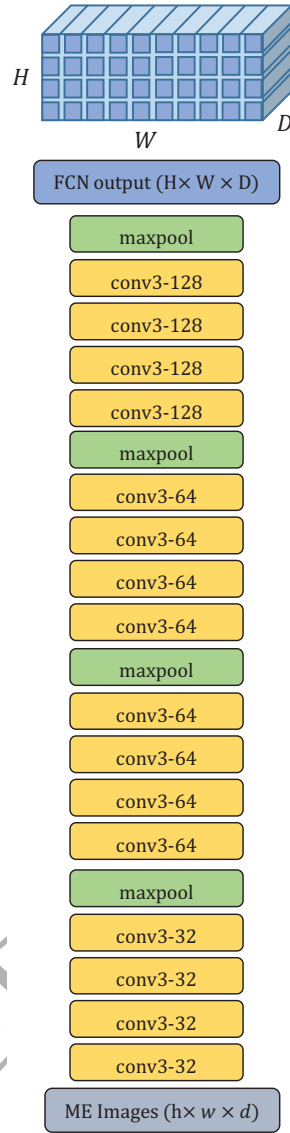 H
W
D
FCN output (H× W × D)
maxpool
conv3-128
conv3-128
conv3-128
conv3-128
maxpool
conv3-64
conv3-64
conv3-64
conv3-64
maxpool
conv3-64
conv3-64
conv3-64
conv3-64
maxpool
conv3-32
conv3-32
conv3-32
conv3-32
ME Images (h× w × d)